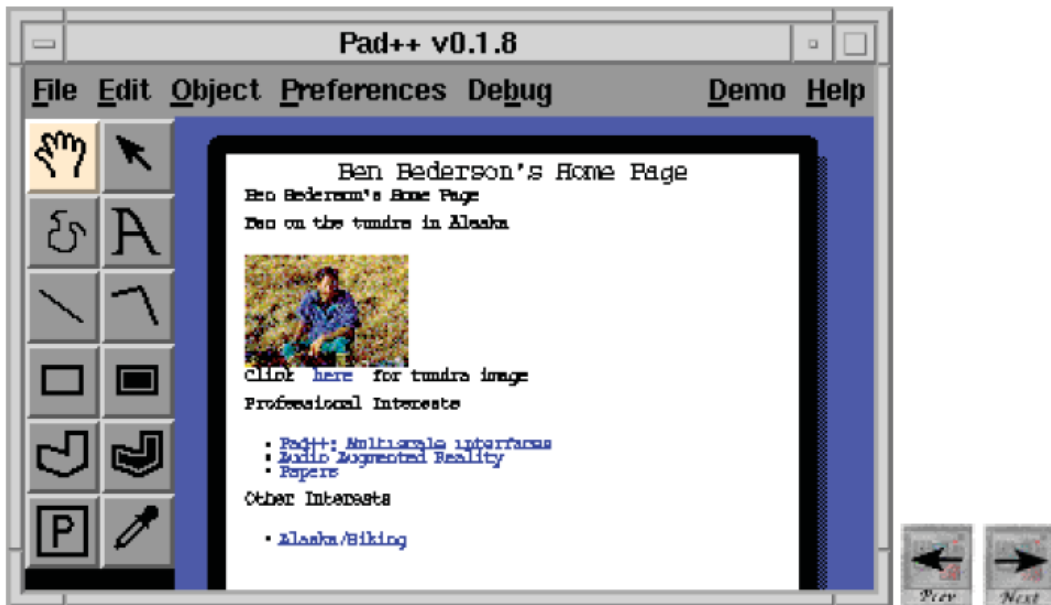 Pad++ v0.1.8
File Edit Object Preferences Debug Demo Help
Ben Bederson's Home Page
Ben Bederson's Home Page
Ben on the tundra in Alaska
Click here for tundra image
Professional Interests
• Pad++: Multiscale interfaces
• Audio Augmented Reality
• Papers
Other Interests
• Alaska/Hiking
A
P
Prev Next